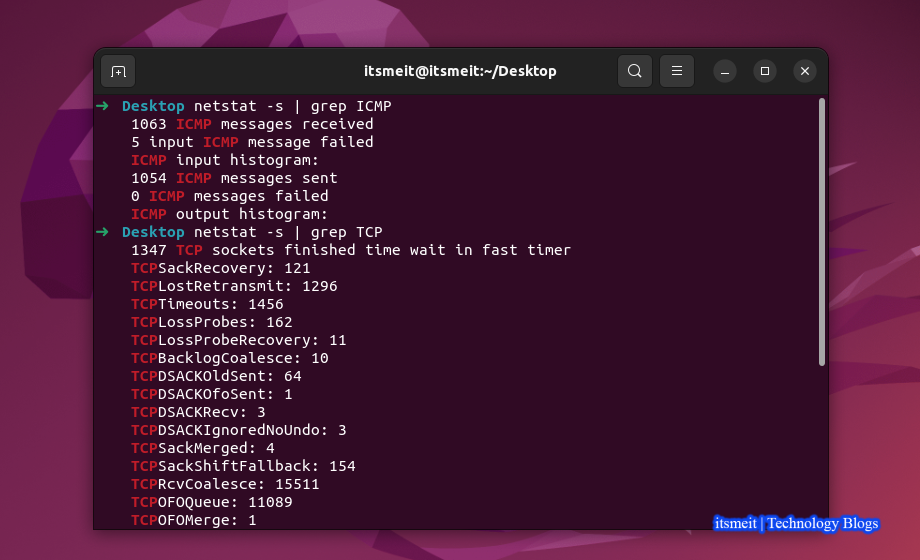 itsmeit@itsmeit:~/Desktop
➜ Desktop netstat -s | grep ICMP
1063 ICMP messages received
5 input ICMP message failed
ICMP input histogram:
1054 ICMP messages sent
0 ICMP messages failed
ICMP output histogram:
➜ Desktop netstat -s | grep TCP
1347 TCP sockets finished time wait in fast timer
TCPSackRecovery: 121
TCPLostRetransmit: 1296
TCPTimeouts: 1456
TCPLossProbes: 162
TCPLossProbeRecovery: 11
TCPBacklogCoalesce: 10
TCPDSACKOldSent: 64
TCPDSACKOfoSent: 1
TCPDSACKRecv: 3
TCPDSACKIgnoredNoUndo: 3
TCPSackMerged: 4
TCPSackShiftFallback: 154
TCPRcvCoalesce: 15511
TCPOFOQueue: 11089
TCPOFOMerge: 1
itsmeit | Technology Blogs